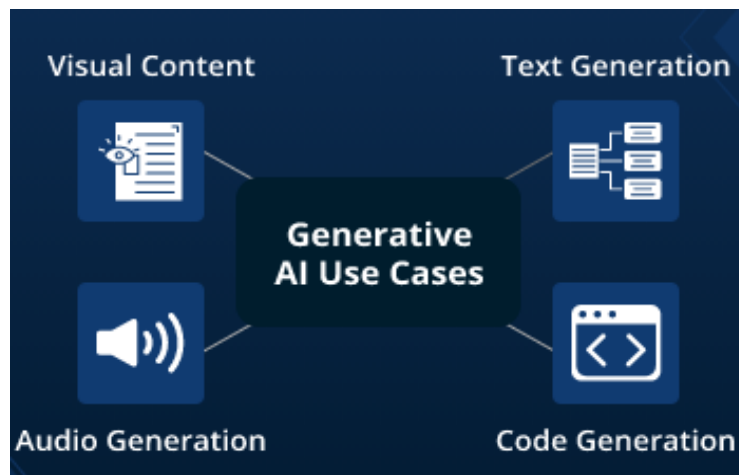 Visual Content
Text Generation
Generative
AI Use Cases
Audio Generation
Code Generation